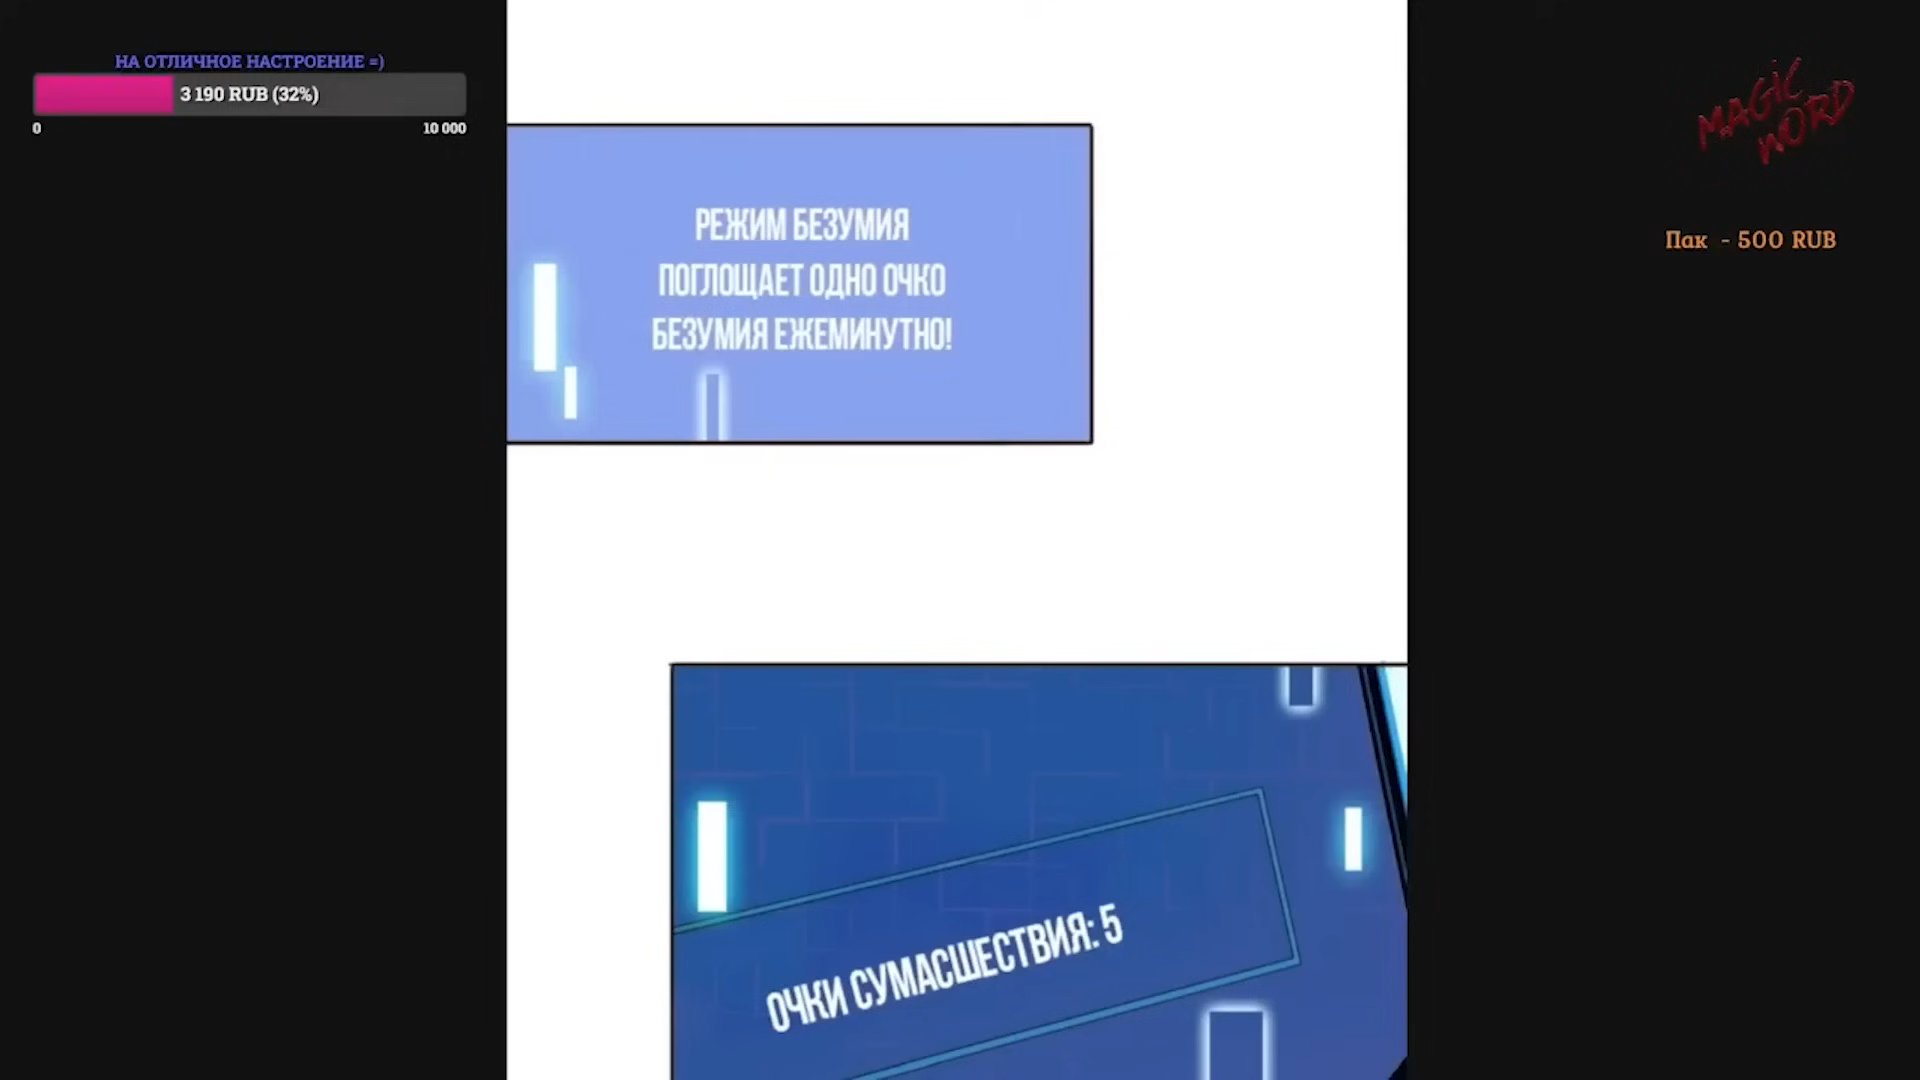 НА ОТЛИЧНОЕ НАСТРОЕНИЕ =)
3 190 RUB (32%)
0
10 000
MAGIC
WORD
Пак - 500 RUB
РЕЖИМ БЕЗУМИЯ
ПОГЛОЩАЕТ ОДНО ОЧКО
БЕЗУМИЯ ЕЖЕМИНУТНО!
ОЧКИ СУМАСШЕСТВИЯ: 5